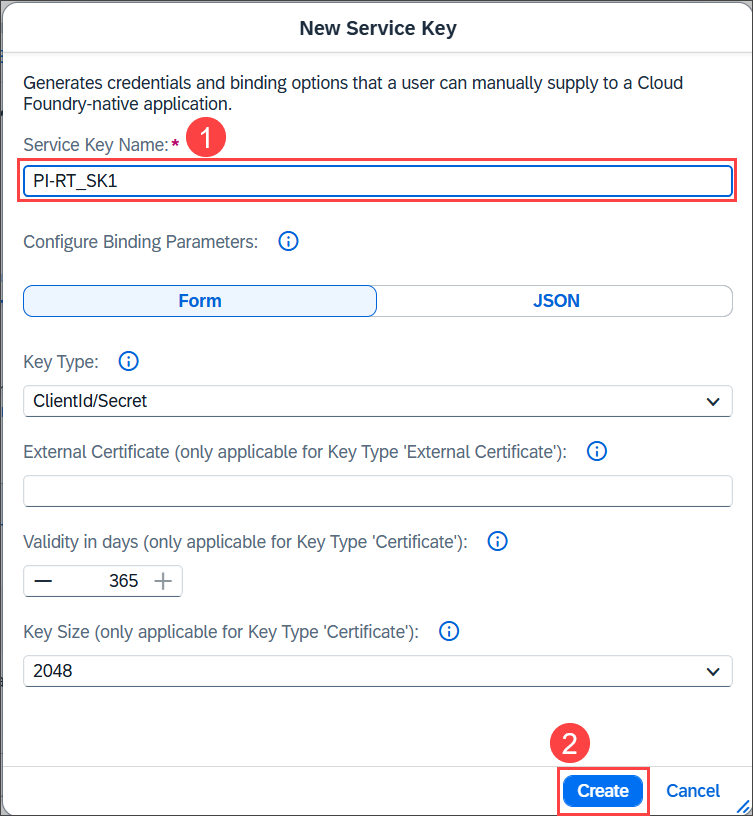 New Service Key
Generates credentials and binding options that a user can manually supply to a Cloud
Foundry-native application.
Service Key Name:*
1
PI-RT_SK1
Configure Binding Parameters:
Form
JSON
Key Type:
ClientId/Secret
External Certificate (only applicable for Key Type 'External Certificate'):
Validity in days (only applicable for Key Type 'Certificate'):
365
Key Size (only applicable for Key Type 'Certificate'):
2048
2
Create
Cancel